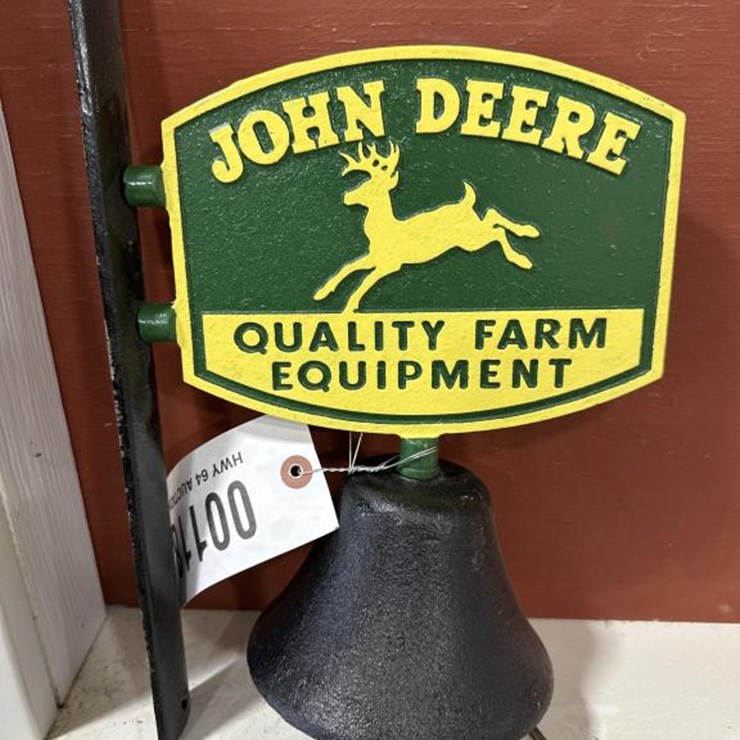 JOHN DEERE
QUALITY FARM
EQUIPMENT
HWY 64